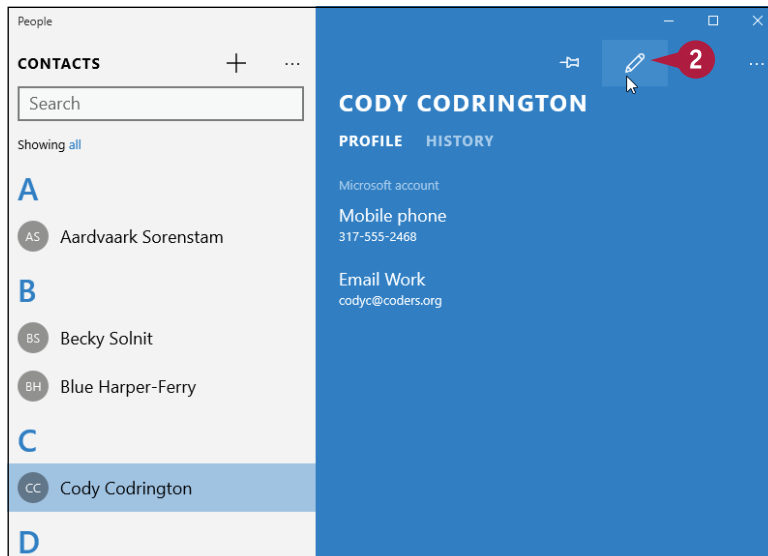 People
CONTACTS
Search
Showing all
A
AS Aardvaark Sorenstam
B
BS Becky Solnit
BH Blue Harper-Ferry
C
CC Cody Codrington
D
2
CODY CODRINGTON
PROFILE HISTORY
Microsoft account
Mobile phone
317-555-2468
Email Work
codyc@coders.org